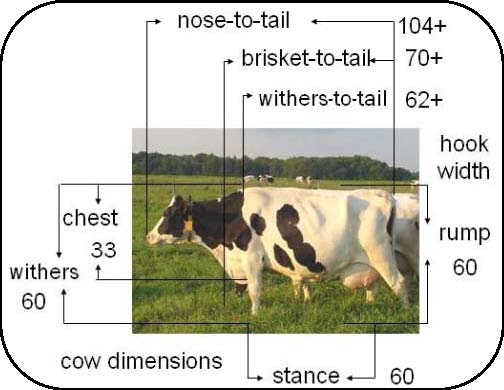 nose-to-tail 104+
brisket-to-tail 70+
withers-to-tail 62+
hook
width
chest
33
rump
60
withers
60
cow dimensions
stance 60